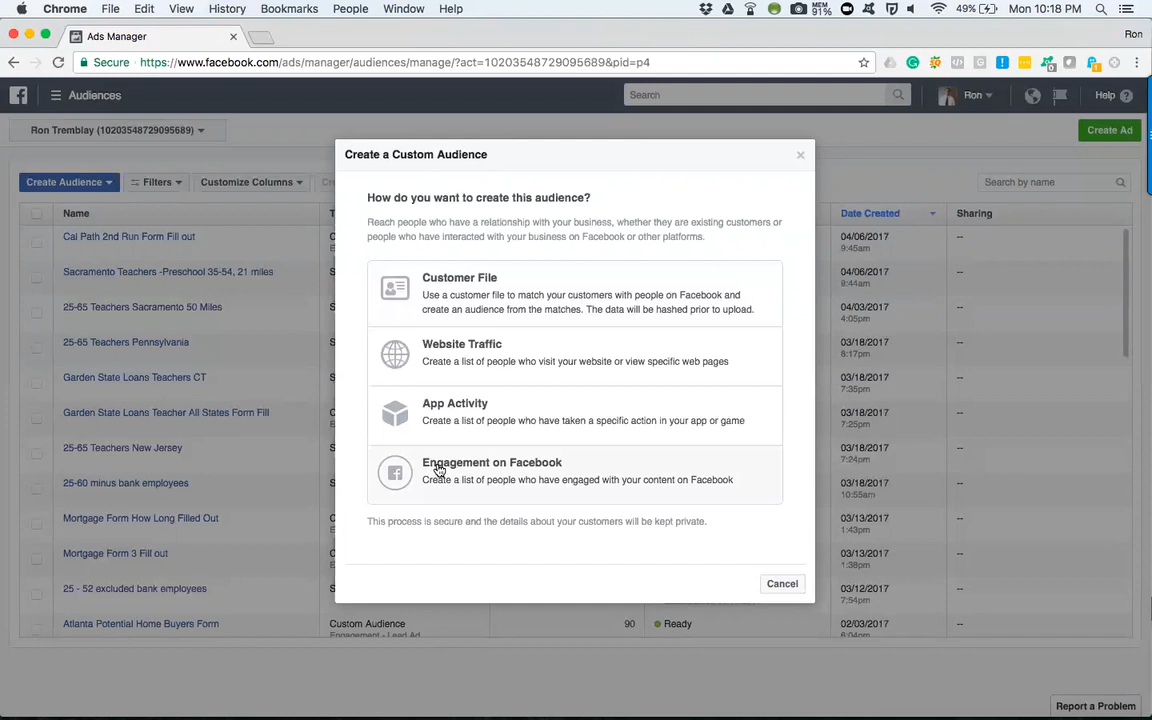 Chrome File Edit View History Bookmarks People Window Help MEM 91% 49% Mon 10:18 PM
Ads Manager Ron
Secure https://www.facebook.com/ads/manager/audiences/manage/?act=10203548729095689&pid=p4
Audiences Search Ron Help
Ron Tremblay (10203548729095689) Create Ad
Create a Custom Audience
Create Audience Filters Customize Columns Search by name
How do you want to create this audience?
Name Date Created Sharing
Reach people who have a relationship with your business, whether they are existing customers or
people who have interacted with your business on Facebook or other platforms.
Cal Path 2nd Run Form Fill out 04/06/2017 --
9:45am
Sacramento Teachers -Preschool 35-54, 21 miles 04/06/2017 --
9:44am
Customer File
Use a customer file to match your customers with people on Facebook and
create an audience from the matches. The data will be hashed prior to upload.
25-65 Teachers Sacramento 50 Miles 04/03/2017 --
4:05pm
25-65 Teachers Pennsylvania 03/18/2017 --
8:17pm
Website Traffic
Create a list of people who visit your website or view specific web pages
Garden State Loans Teachers CT 03/18/2017 --
7:35pm
App Activity
Create a list of people who have taken a specific action in your app or game
Garden State Loans Teacher All States Form Fill 03/18/2017 --
7:25pm
25-65 Teachers New Jersey 03/18/2017 --
7:24pm
Engagement on Facebook
Create a list of people who have engaged with your content on Facebook
25-60 minus bank employees 03/18/2017 --
10:55am
Mortgage Form How Long Filled Out 03/13/2017 --
1:43pm
This process is secure and the details about your customers will be kept private.
Mortgage Form 3 Fill out 03/13/2017 --
1:38pm
Cancel
25 - 52 excluded bank employees 03/12/2017 --
7:54pm
Atlanta Potential Home Buyers Form Custom Audience 90 Ready 02/03/2017 --
Engagement - Lead Ad 6:04pm
Report a Problem